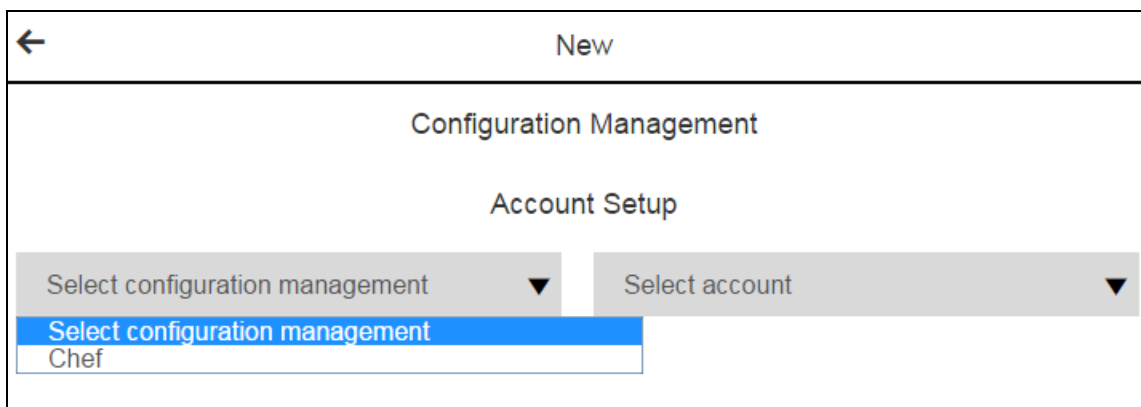 New
Configuration Management
Account Setup
Select configuration management
Select account
Select configuration management
Chef